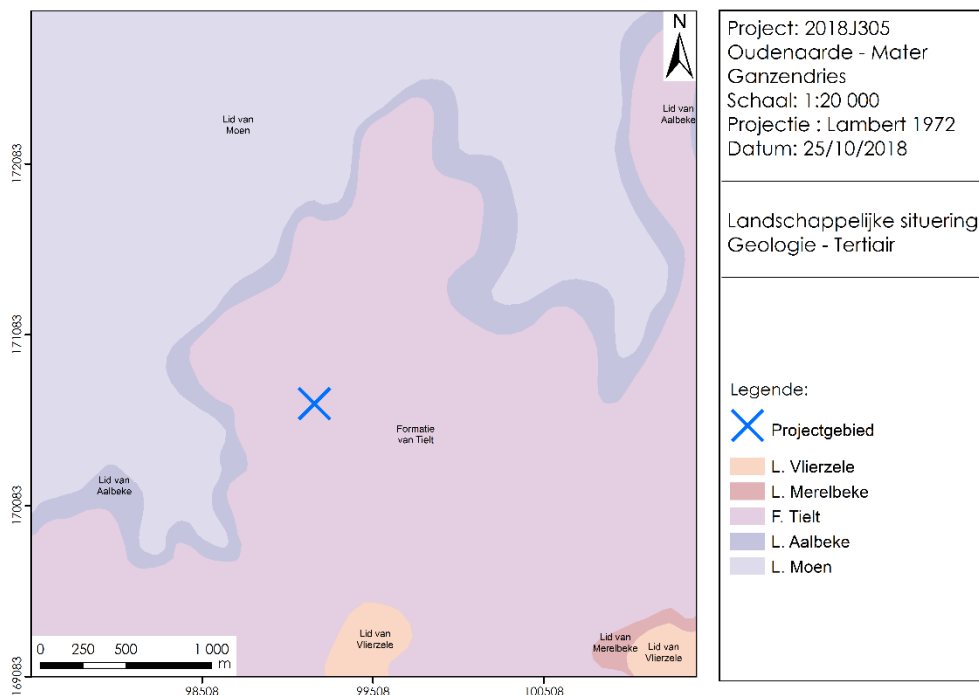 N
Lid van
Moen
Lid van
Aalbeke
Formatie
van Tielt
Lid van
Aalbeke
Lid van
Vlierzele
Lid van
Merelbeke
Lid van
Vlierzele
0 250 500 1 000
m
172083
171083
170083
169083
98508 99508 100508
Project: 2018J305
Oudenaarde - Mater
Ganzendries
Schaal: 1:20 000
Projectie : Lambert 1972
Datum: 25/10/2018
Landschappelijke situering
Geologie - Tertiair
Legende:
Projectgebied
L. Vlierzele
L. Merelbeke
F. Tielt
L. Aalbeke
L. Moen